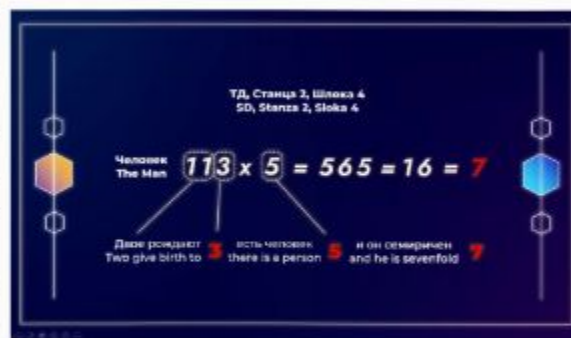 ТД, Станца 2, Шлока 4
SD, Stanza 2, Sloka 4
Человек
The Man
113 x 5 = 565 = 16 = 7
Двое рождают
Two give birth to
3
есть человек
there is a person
5
и он семиричен
and he is sevenfold
7